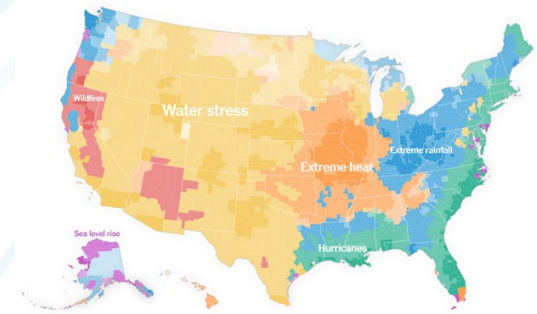 Wildfires
Water stress
Extreme rainfall
Extreme heat
Sea level rise
Hurricanes